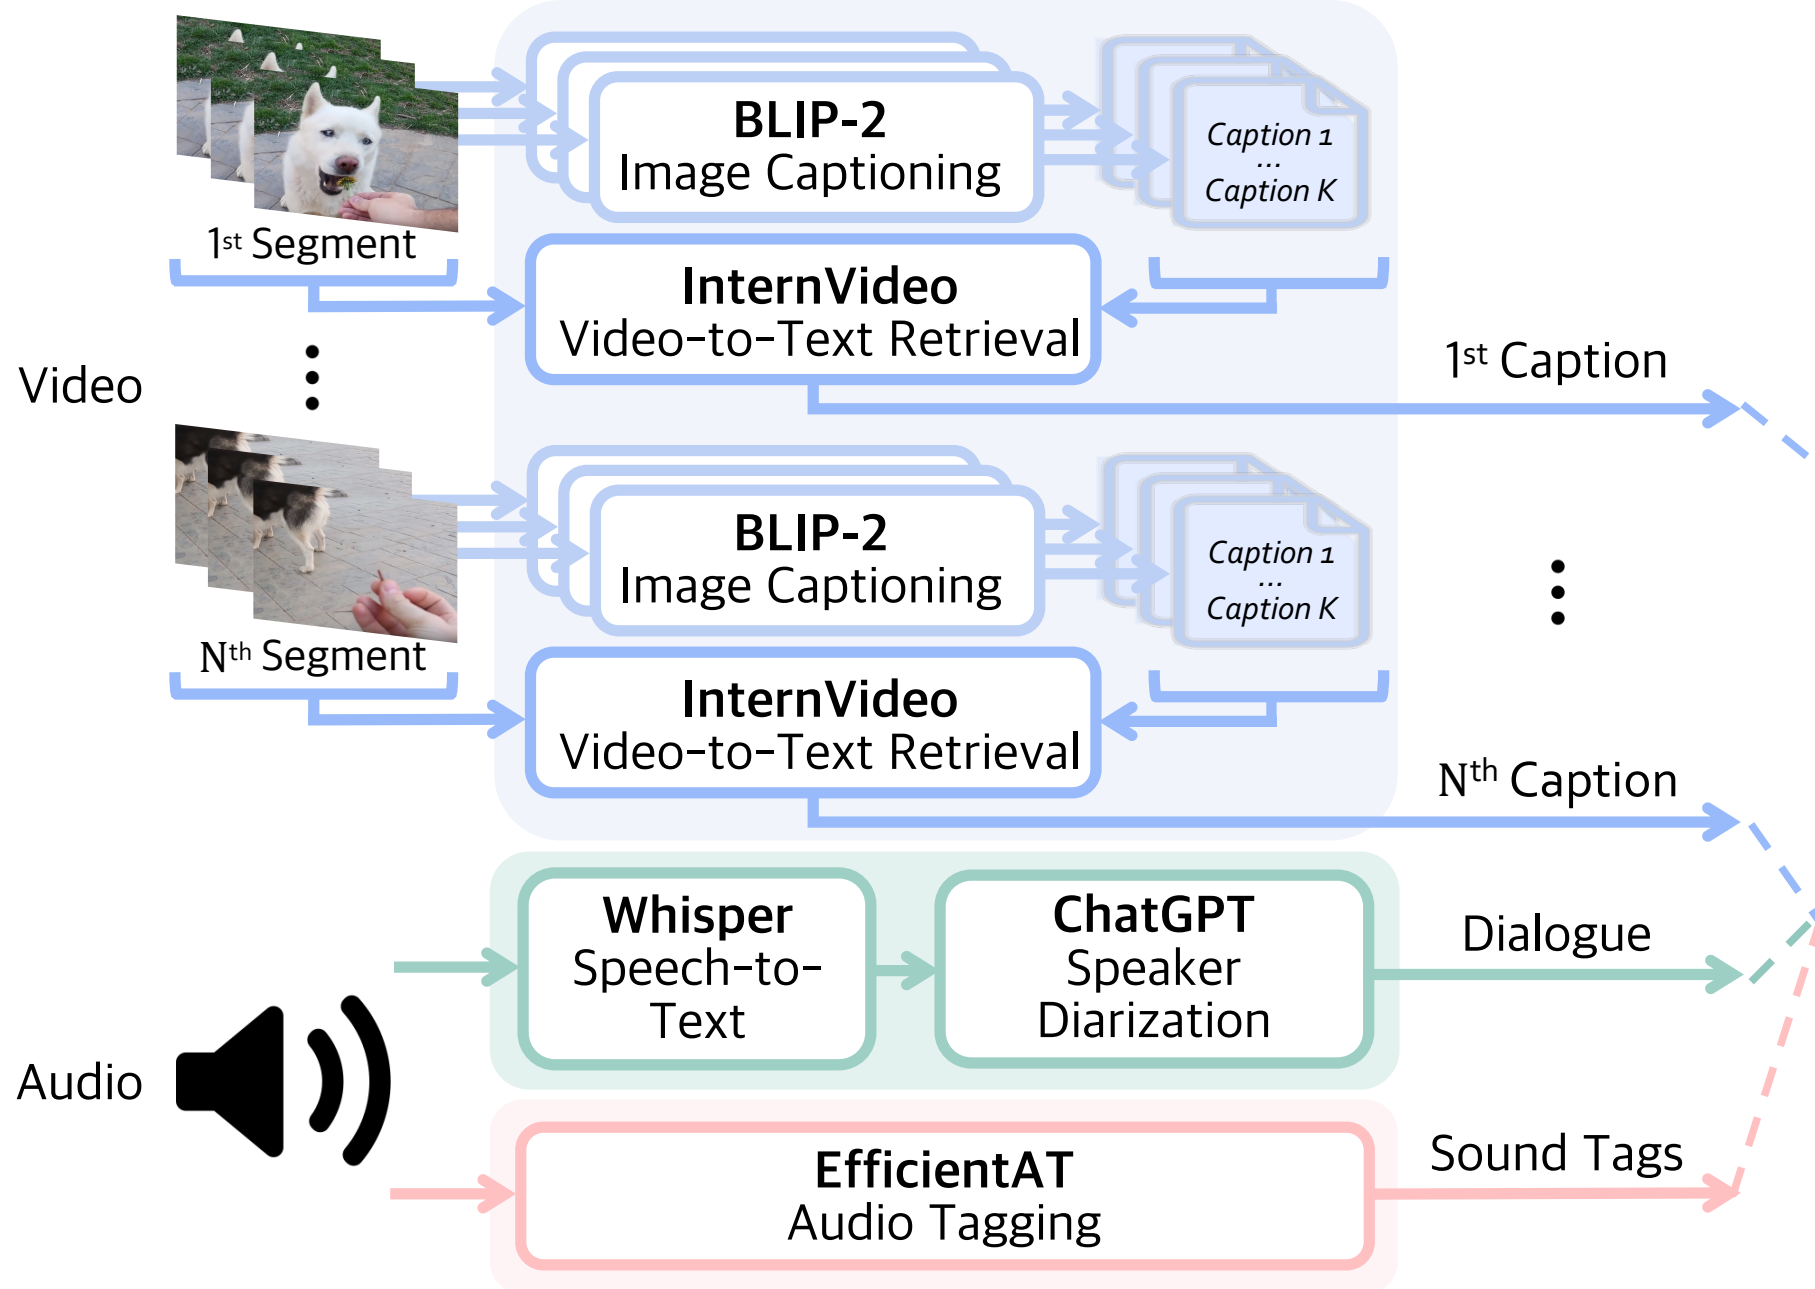 BLIP-2
Image Captioning
Caption 1
...
Caption K
1st Segment
InternVideo
Video-to-Text Retrieval
Video
1st Caption
BLIP-2
Image Captioning
Caption 1
...
Caption K
Nth Segment
InternVideo
Video-to-Text Retrieval
Nth Caption
Whisper
Speech-to-
Text
ChatGPT
Speaker
Diarization
Dialogue
Audio
EfficientAT
Audio Tagging
Sound Tags